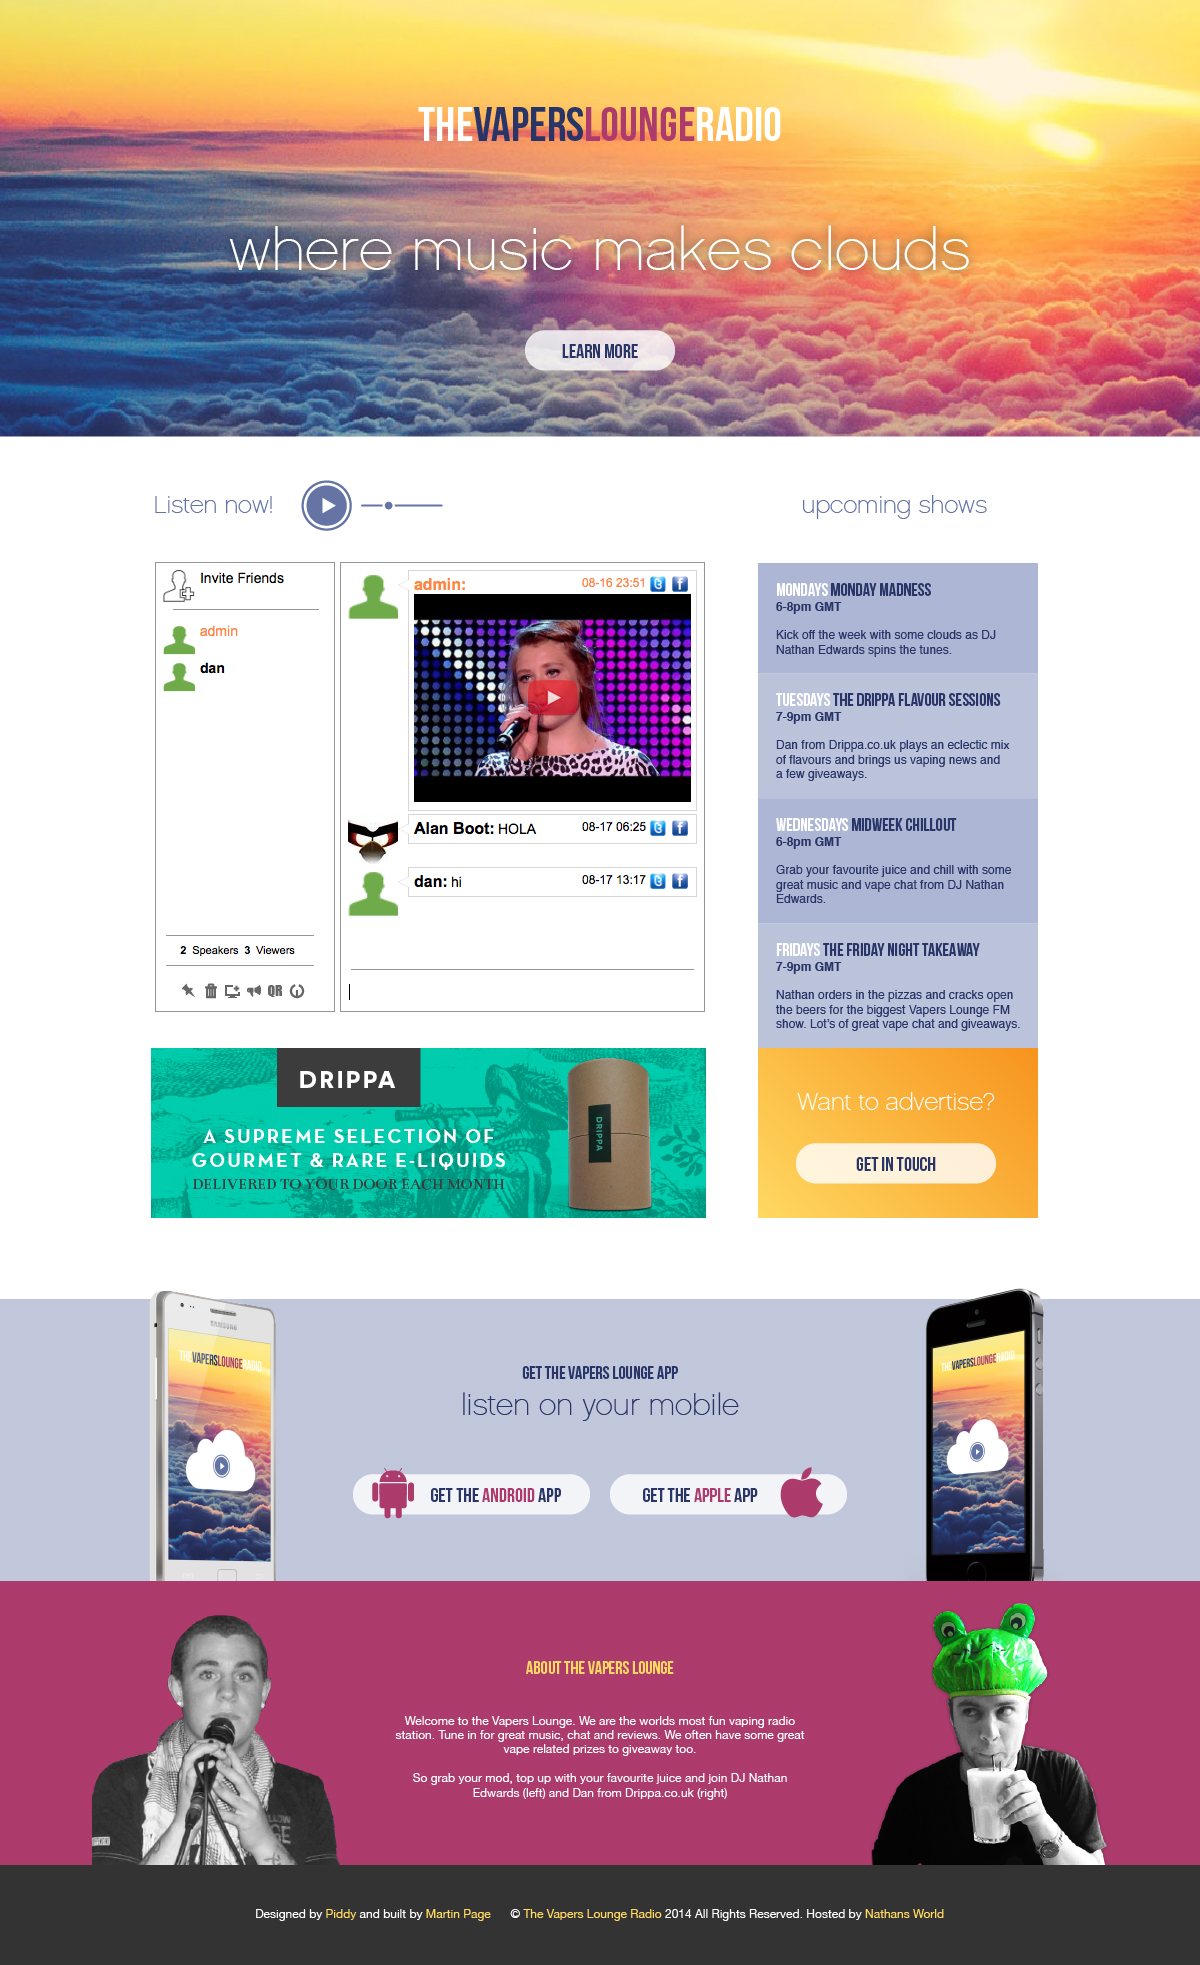 THEVAPERSLOUNGERADIO
where music makes clouds
LEARN MORE
Listen now!
upcoming shows
Invite Friends
admin
dan
2 Speakers 3 Viewers
QR
admin: 08-16 23:51
Alan Boot: HOLA 08-17 06:25
dan: hi 08-17 13:17
MONDAYS MONDAY MADNESS
6-8pm GMT
Kick off the week with some clouds as DJ
Nathan Edwards spins the tunes.
TUESDAYS THE DRIPPA FLAVOUR SESSIONS
7-9pm GMT
Dan from Drippa.co.uk plays an eclectic mix
of flavours and brings us vaping news and
a few giveaways.
WEDNESDAYS MIDWEEK CHILLOUT
6-8pm GMT
Grab your favourite juice and chill with some
great music and vape chat from DJ Nathan
Edwards.
FRIDAYS THE FRIDAY NIGHT TAKEAWAY
7-9pm GMT
Nathan orders in the pizzas and cracks open
the beers for the biggest Vapers Lounge FM
show. Lot's of great vape chat and giveaways.
DRIPPA
A SUPREME SELECTION OF
GOURMET & RARE E-LIQUIDS
DELIVERED TO YOUR DOOR EACH MONTH
DRIPPA
Want to advertise?
GET IN TOUCH
SAMSUNG
THEVAPERSLOUNGERADIO
GET THE VAPERS LOUNGE APP
listen on your mobile
GET THE ANDROID APP
GET THE APPLE APP
THEVAPERSLOUNGERADIO
ABOUT THE VAPERS LOUNGE
Welcome to the Vapers Lounge. We are the worlds most fun vaping radio
station. Tune in for great music, chat and reviews. We often have some great
vape related prizes to giveaway too.
So grab your mod, top up with your favourite juice and join DJ Nathan
Edwards (left) and Dan from Drippa.co.uk (right)
Designed by Piddy and built by Martin Page © The Vapers Lounge Radio 2014 All Rights Reserved. Hosted by Nathans World